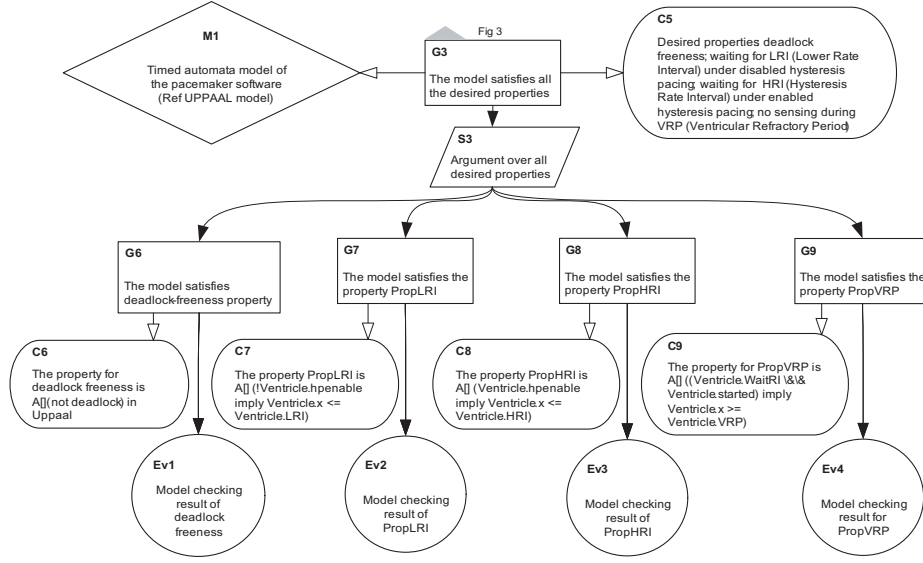 M1
Timed automata model of
the pacemaker software
(Ref UPPAAL model)
Fig 3
G3
The model satisfies all
the desired properties
C5
Desired properties: deadlock
freeness; waiting for LRI (Lower Rate
Interval) under disabled hysteresis
pacing; waiting for HRI (Hysteresis
Rate Interval) under enabled
hysteresis pacing; no sensing during
VRP (Ventricular Refractory Period)
S3
Argument over all
desired properties
G6
The model satisfies
deadlock-freeness property
G7
The model satisfies the
property PropLRI
G8
The model satisfies the
property PropHRI
G9
The model satisfies the
property PropVRP
C6
The property for
deadlock freeness is
A[](not deadlock) in
Uppaal
C7
The property PropLRI is
A[] (!Ventricle.hpenable
imply Ventricle.x <=
Ventricle.LRI)
C8
The property PropHRI is
A[] (Ventricle.hpenable
imply Ventricle.x <=
Ventricle.HRI)
C9
The property for PropVRP is
A[] ((Ventricle.WaitRI \&\&
Ventricle.started) imply
Ventricle.x >=
Ventricle.VRP)
Ev1
Model checking
result of
deadlock
freeness
Ev2
Model checking
result of
PropLRI
Ev3
Model checking
result of
PropHRI
Ev4
Model checking
result for
PropVRP